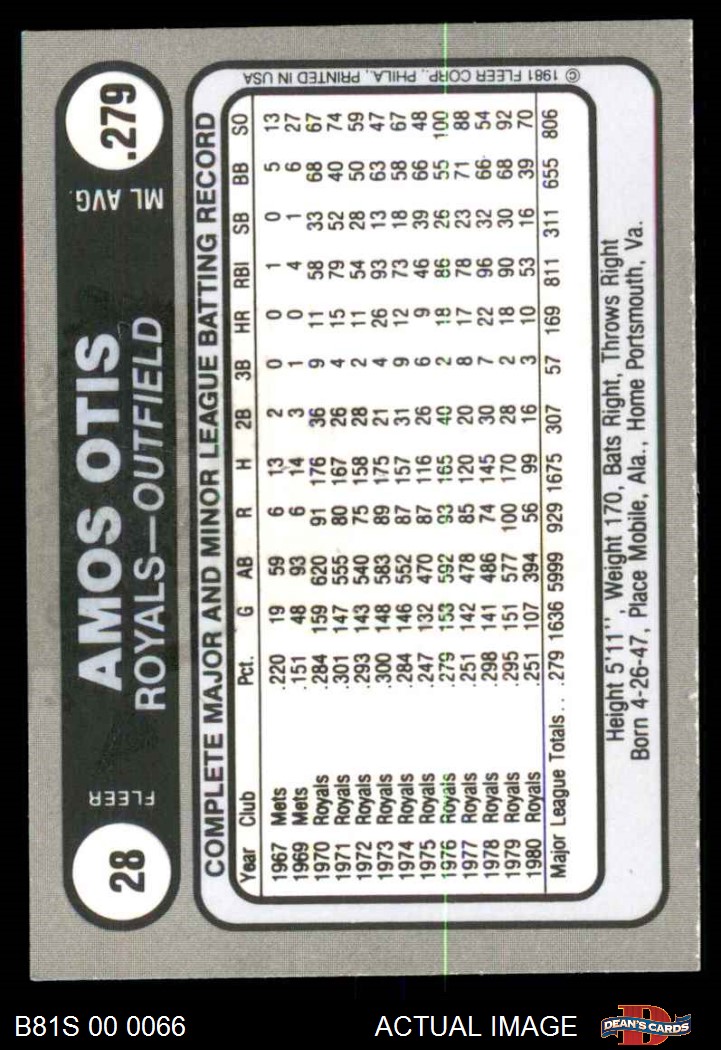 28
FLEER
AMOS OTIS
ROYALS—OUTFIELD
ML AVG.
.279
COMPLETE MAJOR AND MINOR LEAGUE BATTING RECORD
Year Club Pct. G AB R H 2B 3B HR RBI SB BB SO
1967 Mets .220 19 59 6 13 2 0 0 1 0 5 13
1969 Mets .151 48 93 6 14 3 1 0 4 1 6 27
1970 Royals .284 159 620 91 176 36 9 11 58 33 68 67
1971 Royals .301 147 555 80 167 26 4 15 79 52 40 74
1972 Royals .293 143 540 75 158 28 2 11 54 28 50 59
1973 Royals .300 148 583 89 175 21 4 26 93 13 63 47
1974 Royals .284 146 552 87 157 31 9 12 73 18 58 67
1975 Royals .247 132 470 87 116 26 6 9 46 39 66 48
1976 Royals .279 153 592 93 165 40 2 18 86 26 55 100
1977 Royals .251 142 478 85 120 20 8 17 78 23 71 88
1978 Royals .298 141 486 74 145 30 7 22 96 32 66 54
1979 Royals .295 151 577 100 170 28 2 18 90 30 68 92
1980 Royals .251 107 394 56 99 16 3 10 53 16 39 70
Major League Totals . . .279 1636 5999 929 1675 307 57 169 811 311 655 806
Height 5'11", Weight 170, Bats Right, Throws Right
Born 4-26-47, Place Mobile, Ala., Home Portsmouth, Va.
© 1981 FLEER CORP., PHILA., PRINTED IN USA
B81S 00 0066
ACTUAL IMAGE
D
DEAN'S CARDS